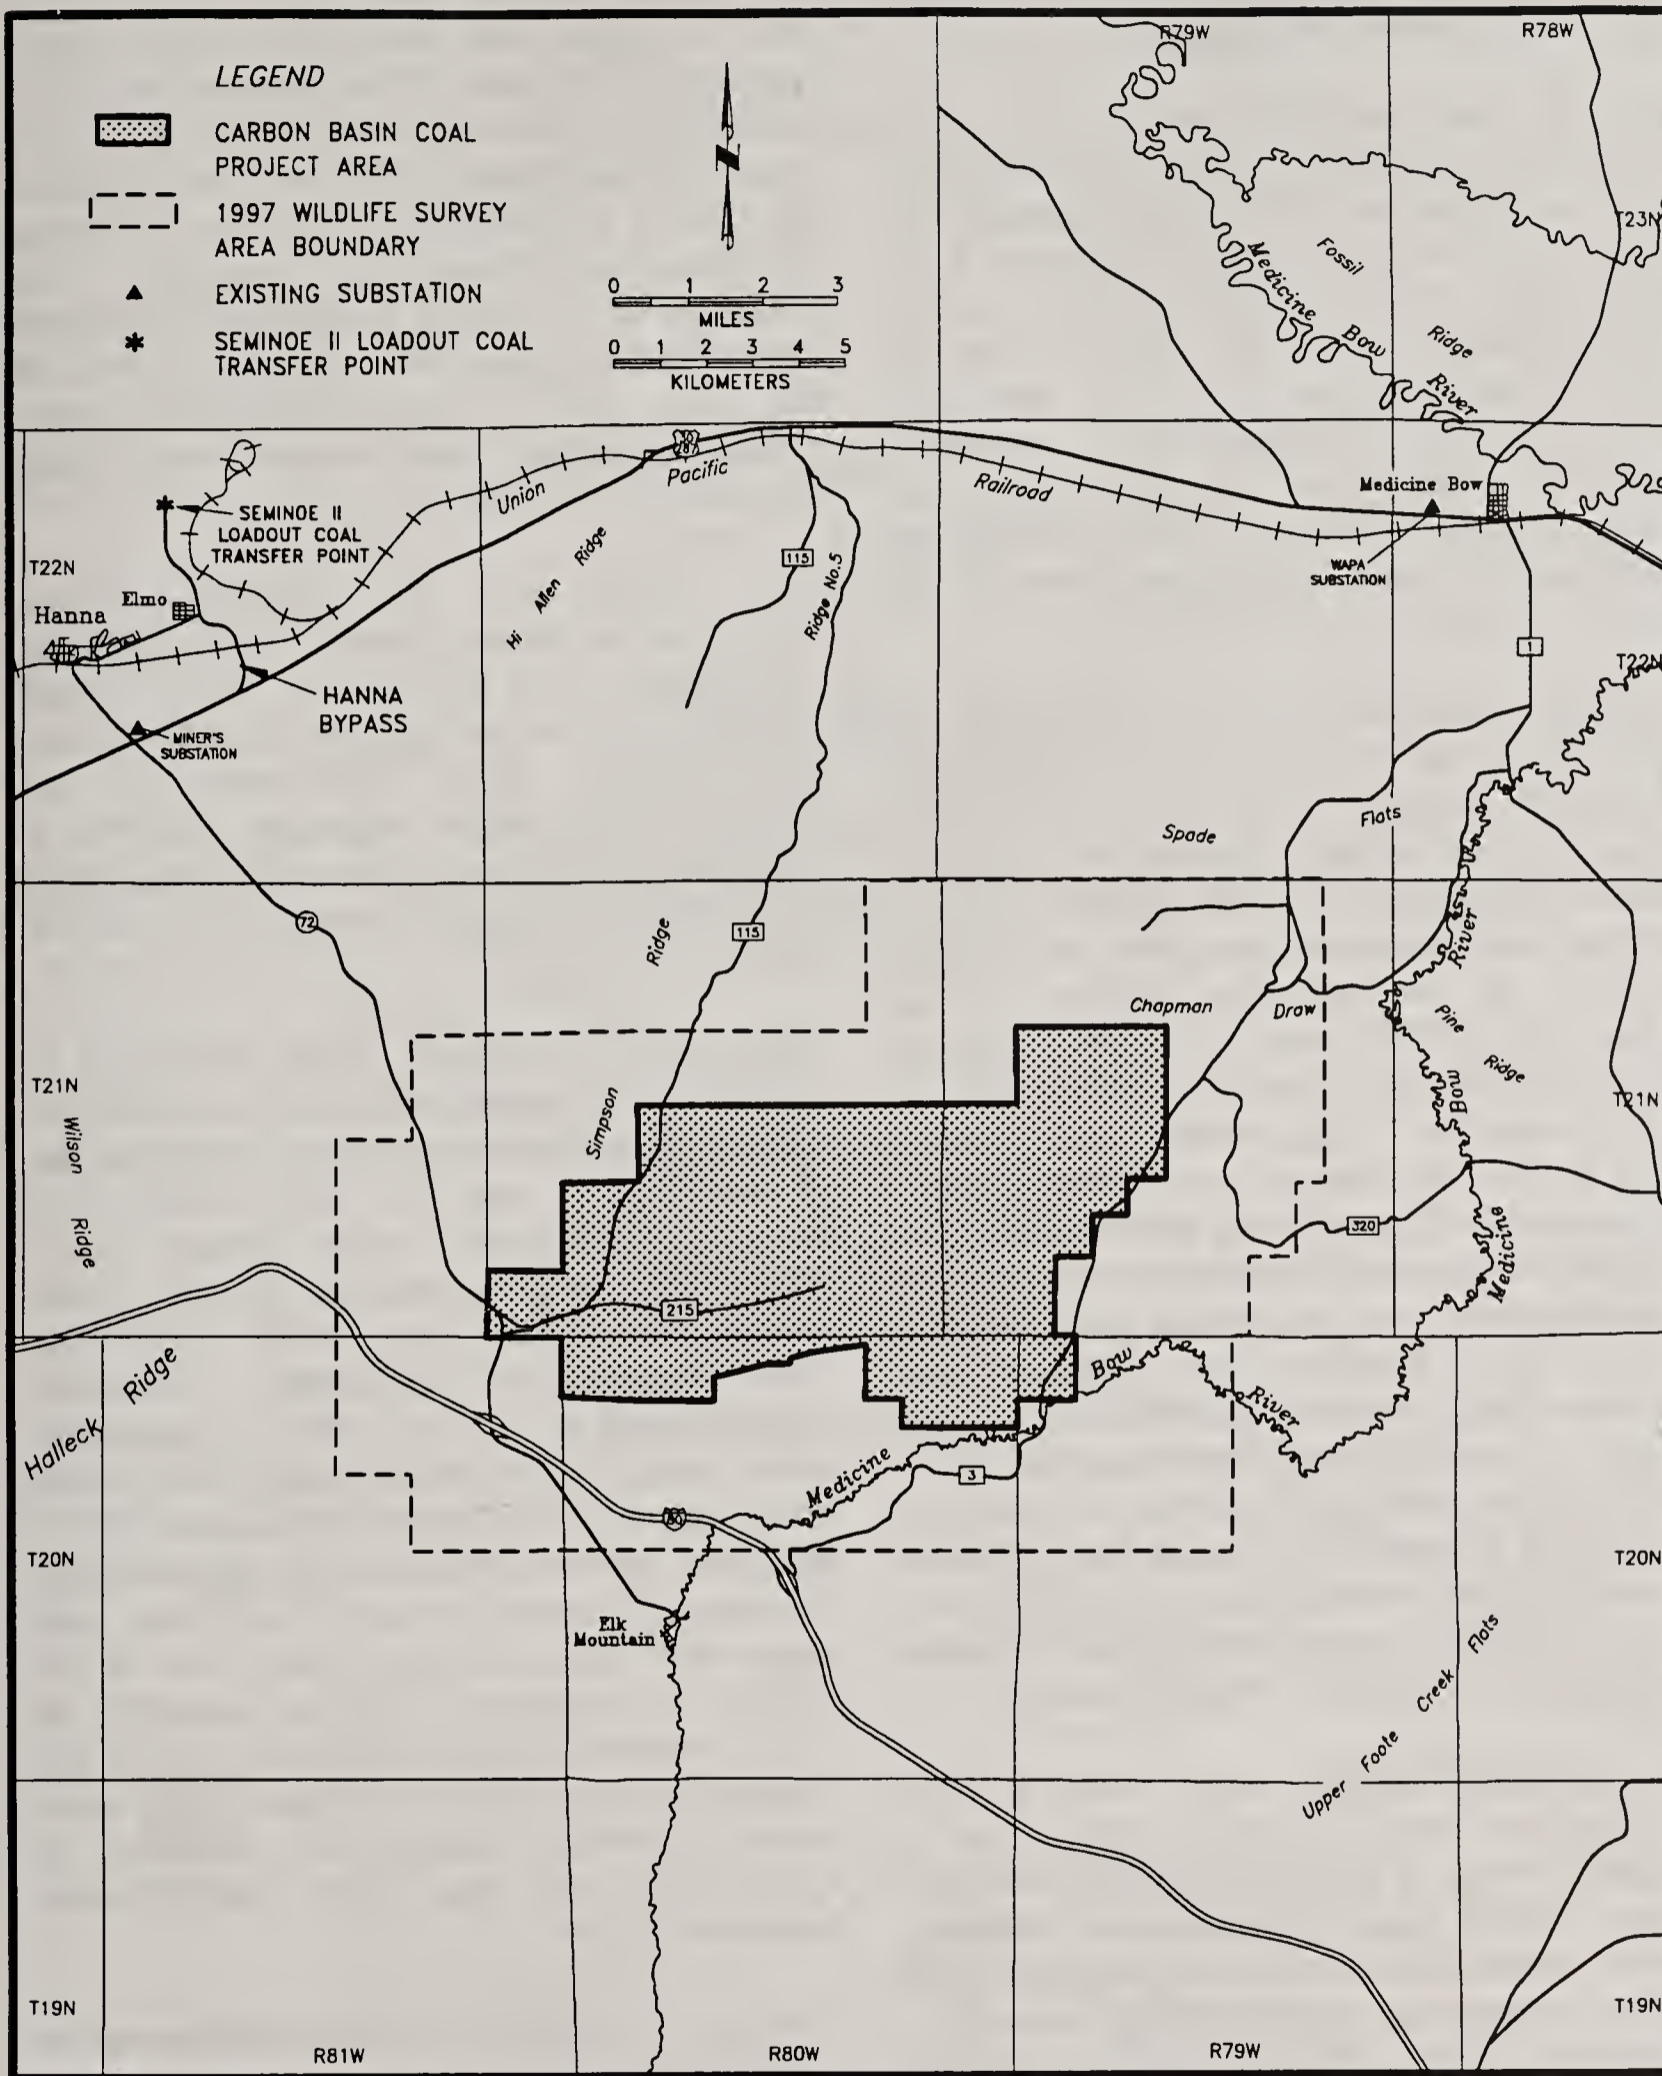 R79W
R78W
LEGEND
CARBON BASIN COAL
PROJECT AREA
1997 WILDLIFE SURVEY
AREA BOUNDARY
EXISTING SUBSTATION
SEMINOE II LOADOUT COAL
TRANSFER POINT
N
0 1 2 3
MILES
0 1 2 3 4 5
KILOMETERS
T23N
Fossil
Ridge
Medicine
Bow
River
30
287
Union
Pacific
Railroad
Medicine Bow
WAPA
SUBSTATION
SEMINOE II
LOADOUT COAL
TRANSFER POINT
T22N
Elmo
Hanna
HANNA
BYPASS
MINER'S
SUBSTATION
Hi
Allen
Ridge
115
Ridge No.5
1
T22N
Spade
Flats
72
115
Ridge
Simpson
River
Chapman
Draw
Pine
Ridge
Bow
T21N
Wilson
Ridge
T21N
320
Medicine
215
Halleck
Ridge
Bow
River
Medicine
3
80
T20N
T20N
Elk
Mountain
Upper
Foote
Creek
Flats
T19N
T19N
R81W
R80W
R79W